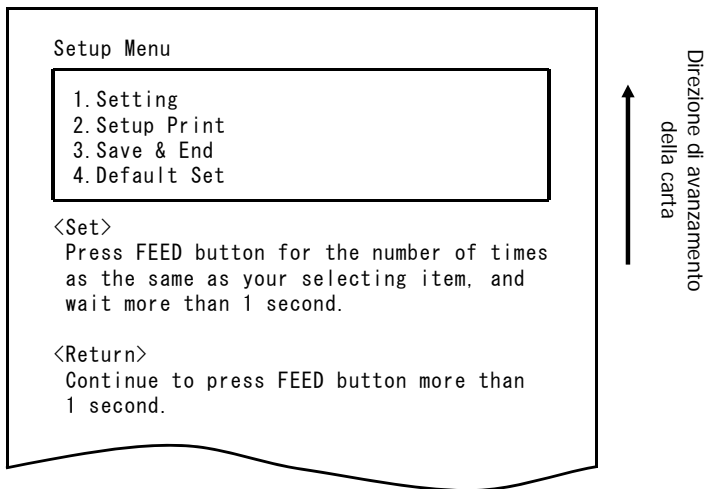 Setup Menu
1.Setting
2.Setup Print
3.Save & End
4.Default Set
<Set>
Press FEED button for the number of times
as the same as your selecting item, and
wait more than 1 second.
<Return>
Continue to press FEED button more than
1 second.
Direzione di avanzamento
della carta